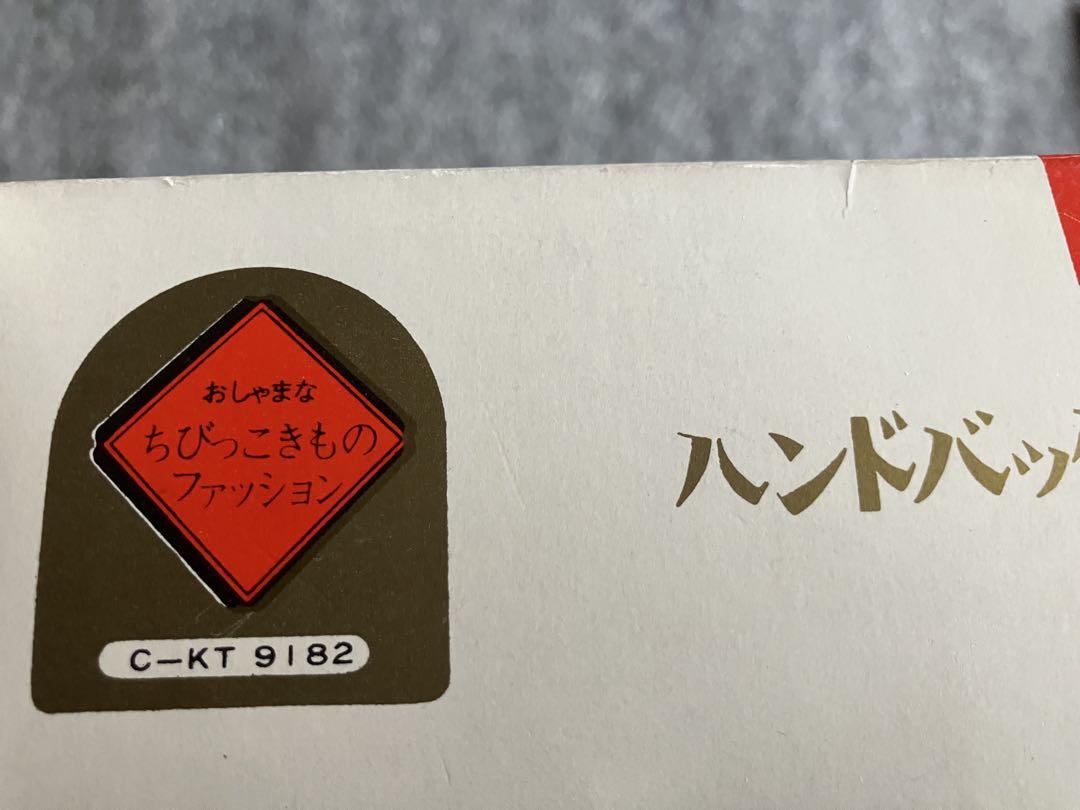 おしゃまな
ちびっこきもの
ファッション
C-KT 9182
ハンドバッ